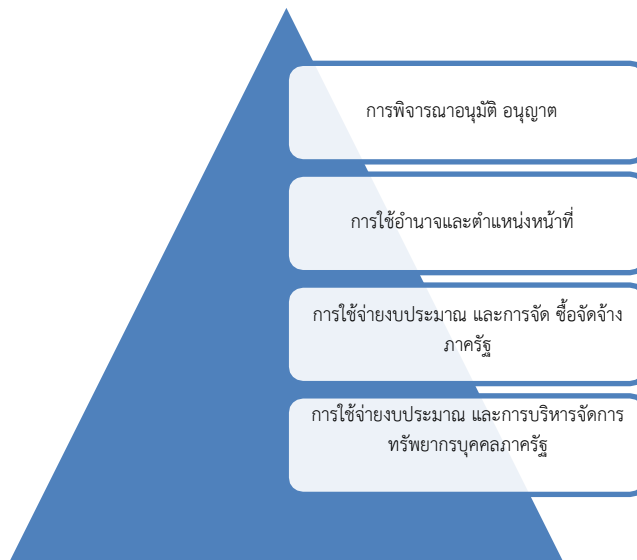 การพิจารณาอนุมัติ อนุญาต
การใช้อำนาจและตำแหน่งหน้าที่
การใช้จ่ายงบประมาณ และการจัด ซื้อจัดจ้าง
ภาครัฐ
การใช้จ่ายงบประมาณ และการบริหารจัดการ
ทรัพยากรบุคคลภาครัฐ